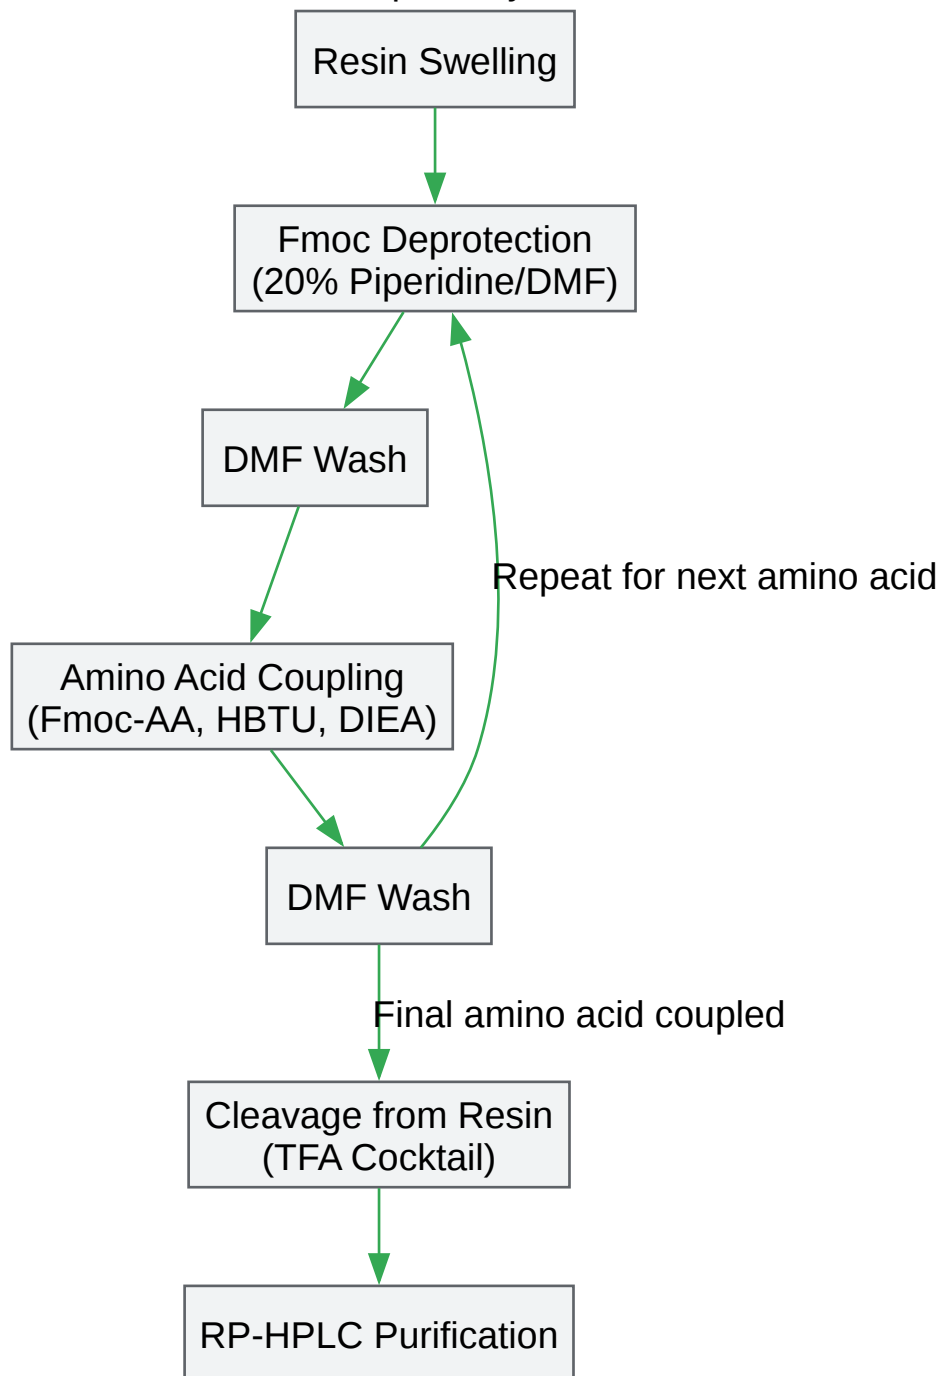 Resin Swelling
Fmoc Deprotection
(20% Piperidine/DMF)
DMF Wash
Repeat for next amino acid
Amino Acid Coupling
(Fmoc-AA, HBTU, DIEA)
DMF Wash
Final amino acid coupled
Cleavage from Resin
(TFA Cocktail)
RP-HPLC Purification